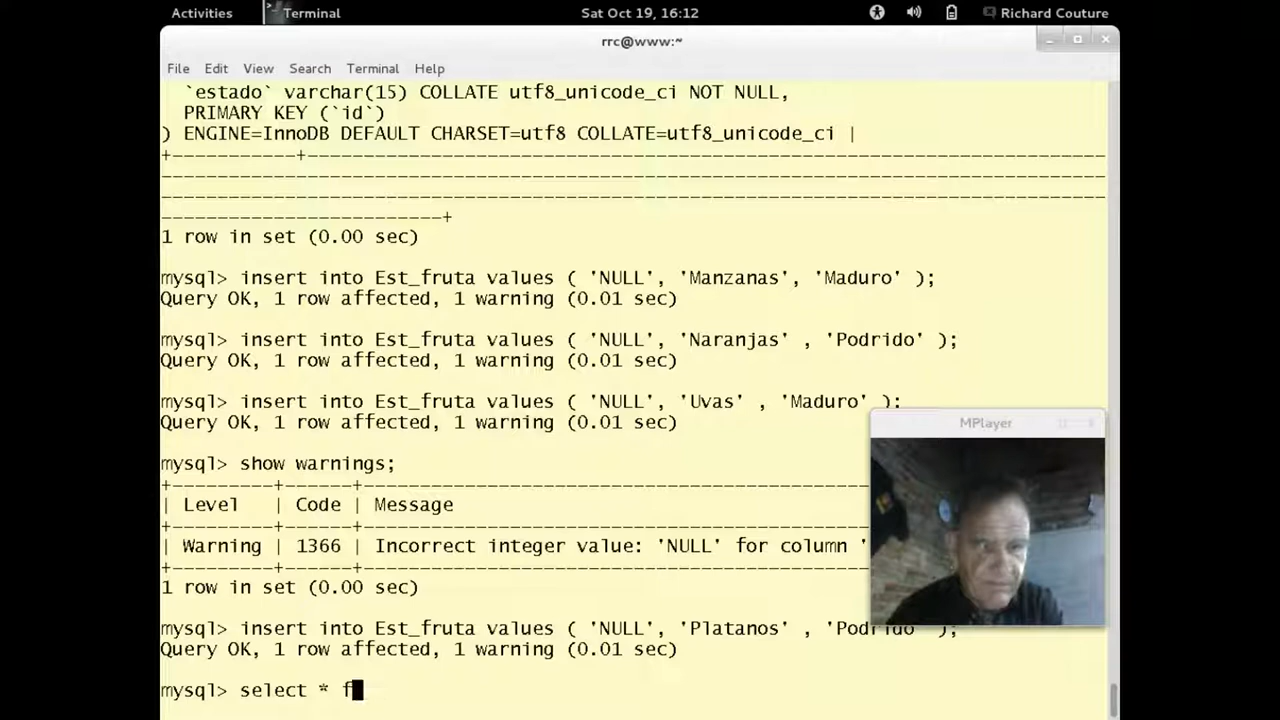 Activities Terminal Sat Oct 19, 16:12 Richard Couture
rrc@www:~
File Edit View Search Terminal Help
`estado` varchar(15) COLLATE utf8_unicode_ci NOT NULL,
PRIMARY KEY (`id`)
) ENGINE=InnoDB DEFAULT CHARSET=utf8 COLLATE=utf8_unicode_ci |
1 row in set (0.00 sec)
mysql> insert into Est_fruta values ( 'NULL', 'Manzanas', 'Maduro' );
Query OK, 1 row affected, 1 warning (0.01 sec)
mysql> insert into Est_fruta values ( 'NULL', 'Naranjas' , 'Podrido' );
Query OK, 1 row affected, 1 warning (0.01 sec)
mysql> insert into Est_fruta values ( 'NULL', 'Uvas' , 'Maduro' );
Query OK, 1 row affected, 1 warning (0.01 sec)
MPlayer
mysql> show warnings;
| Level | Code | Message
| Warning | 1366 | Incorrect integer value: 'NULL' for column '
1 row in set (0.00 sec)
mysql> insert into Est_fruta values ( 'NULL', 'Platanos' , 'Podrido' );
Query OK, 1 row affected, 1 warning (0.01 sec)
mysql> select * f